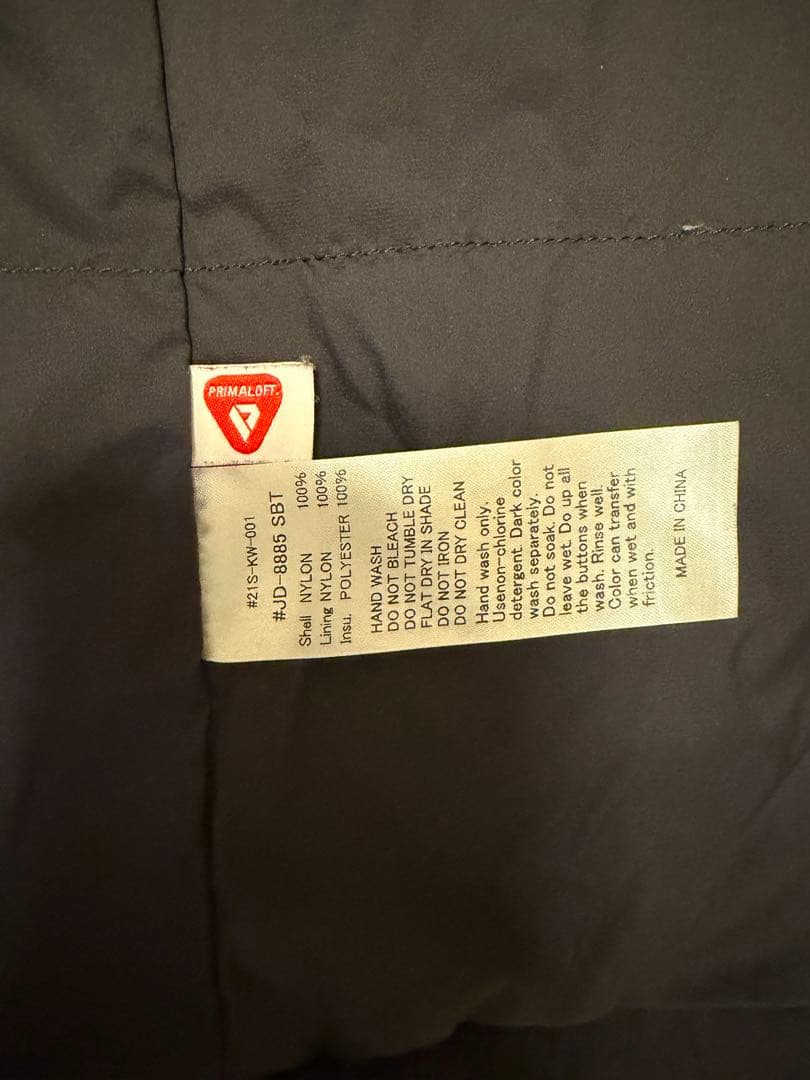 PRIMALOFT.
#21S-KW-001
#JD-8885 SBT
Shell NYLON 100%
Lining NYLON 100%
Insu. POLYESTER 100%
HAND WASH
DO NOT BLEACH
DO NOT TUMBLE DRY
FLAT DRY IN SHADE
DO NOT IRON
DO NOT DRY CLEAN
Hand wash only.
Usenon-chlorine
detergent. Dark color
wash separately.
Do not soak. Do not
leave wet. Do up all
the buttons when
wash. Rinse well.
Color can transfer
when wet and with
friction.
MADE IN CHINA